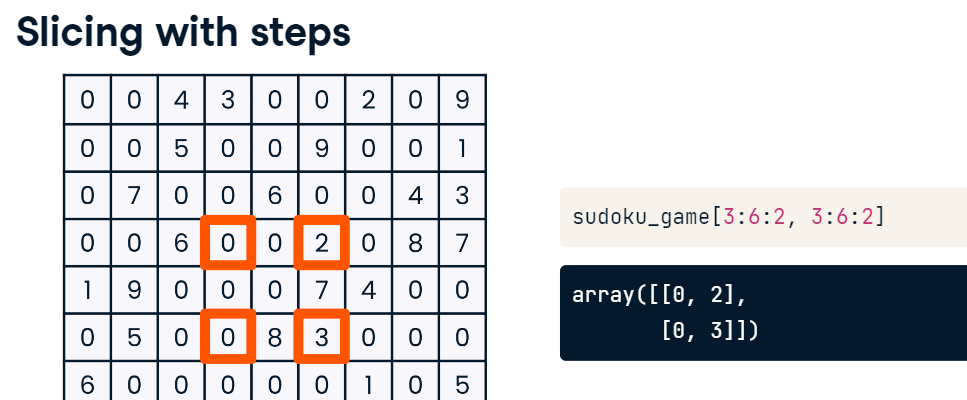 Slicing with steps
0 0 4 3 0 0 2 0 9
0 0 5 0 0 9 0 0 1
0 7 0 0 6 0 0 4 3
0 0 6 0 0 2 0 8 7
1 9 0 0 0 7 4 0 0
0 5 0 0 8 3 0 0 0
6 0 0 0 0 0 1 0 5
sudoku_game[3:6:2, 3:6:2]
array([[0, 2],
[0, 3]])